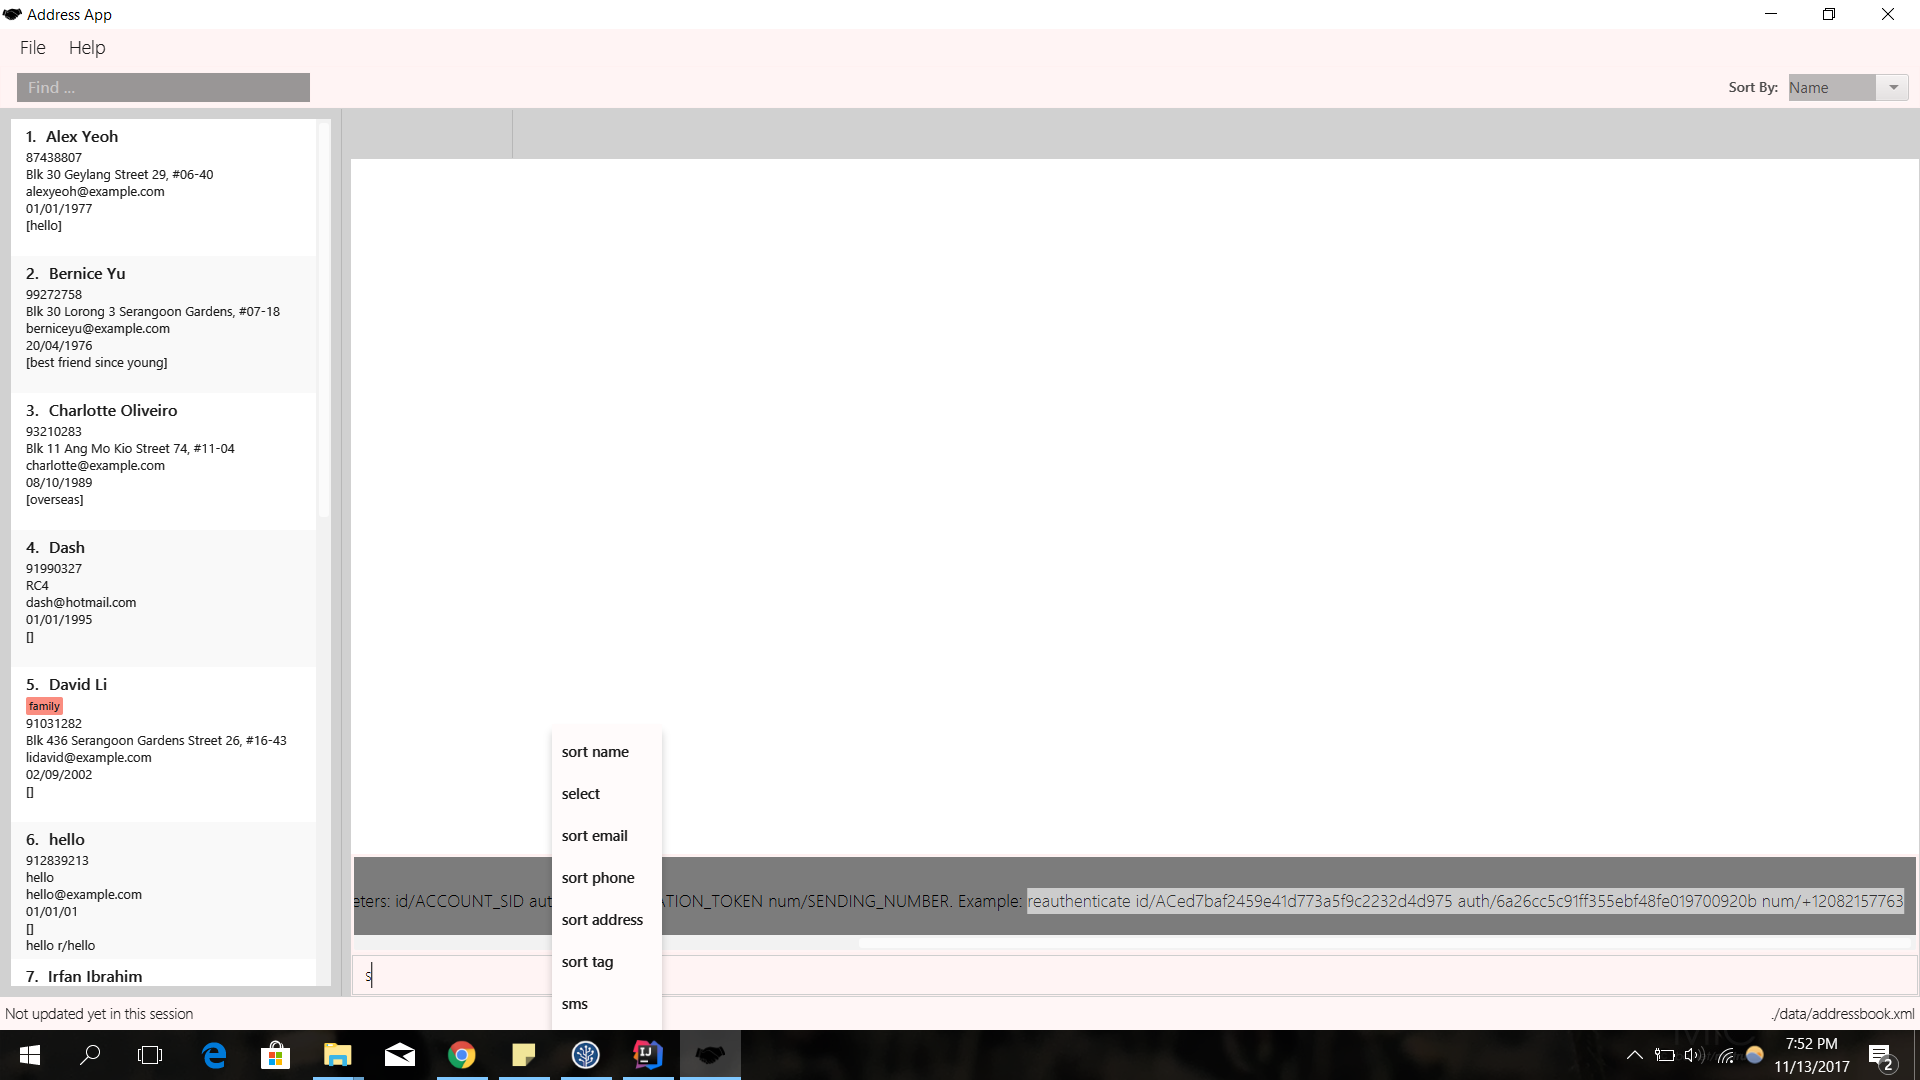 Address App
File Help
Find ...
Sort By: Name
1. Alex Yeoh
87438807
Blk 30 Geylang Street 29, #06-40
alexyeoh@example.com
01/01/1977
[hello]
2. Bernice Yu
99272758
Blk 30 Lorong 3 Serangoon Gardens, #07-18
berniceyu@example.com
20/04/1976
[best friend since young]
3. Charlotte Oliveiro
93210283
Blk 11 Ang Mo Kio Street 74, #11-04
charlotte@example.com
08/10/1989
[overseas]
4. Dash
91990327
RC4
dash@hotmail.com
01/01/1995
[]
5. David Li
family
91031282
Blk 436 Serangoon Gardens Street 26, #16-43
lidavid@example.com
02/09/2002
[]
6. hello
912839213
hello
hello@example.com
01/01/01
[]
hello r/hello
7. Irfan Ibrahim
sort name
select
sort email
sort phone
sort address
sort tag
sms
eters: id/ACCOUNT_SID aut ATION_TOKEN num/SENDING_NUMBER. Example: reauthenticate id/ACed7baf2459e41d773a5f9c2232d4d975 auth/6a26cc5c91ff355ebf48fe019700920b num/+12082157763
s
Not updated yet in this session
./data/addressbook.xml
7:52 PM
11/13/2017
2